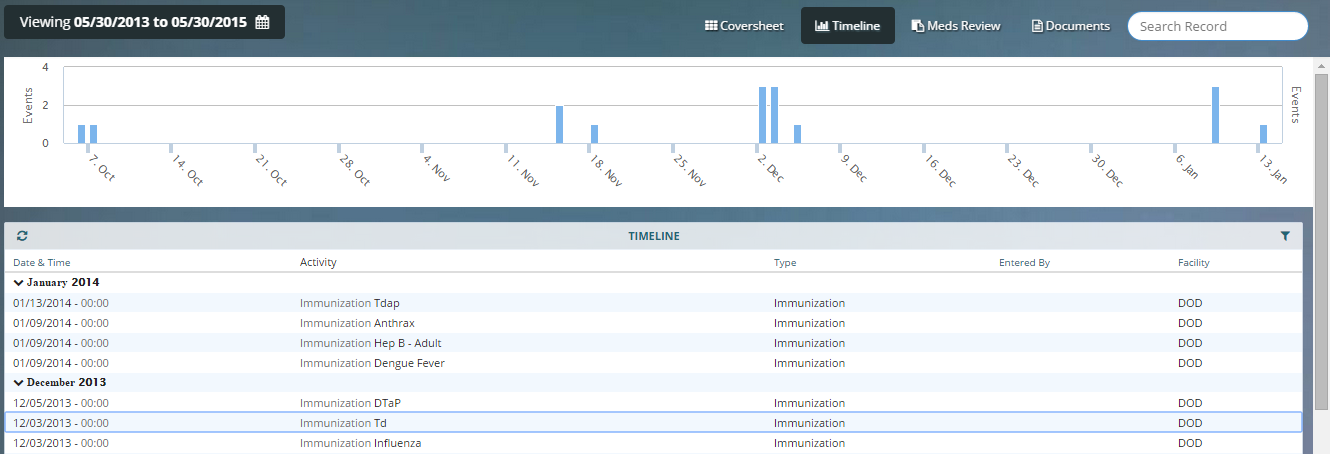 Viewing 05/30/2013 to 05/30/2015
Coversheet Timeline Meds Review Documents Search Record
4
2
0
Events
Events
7. Oct 14. Oct 21. Oct 28. Oct 4. Nov 11. Nov 18. Nov 25. Nov 2. Dec 9. Dec 16. Dec 23. Dec 30. Dec 6. Jan 13. Jan
TIMELINE
Date & Time Activity Type Entered By Facility
January 2014
01/13/2014 - 00:00 Immunization Tdap Immunization DOD
01/09/2014 - 00:00 Immunization Anthrax Immunization DOD
01/09/2014 - 00:00 Immunization Hep B - Adult Immunization DOD
01/09/2014 - 00:00 Immunization Dengue Fever Immunization DOD
December 2013
12/05/2013 - 00:00 Immunization DTaP Immunization DOD
12/03/2013 - 00:00 Immunization Td Immunization DOD
12/03/2013 - 00:00 Immunization Influenza Immunization DOD